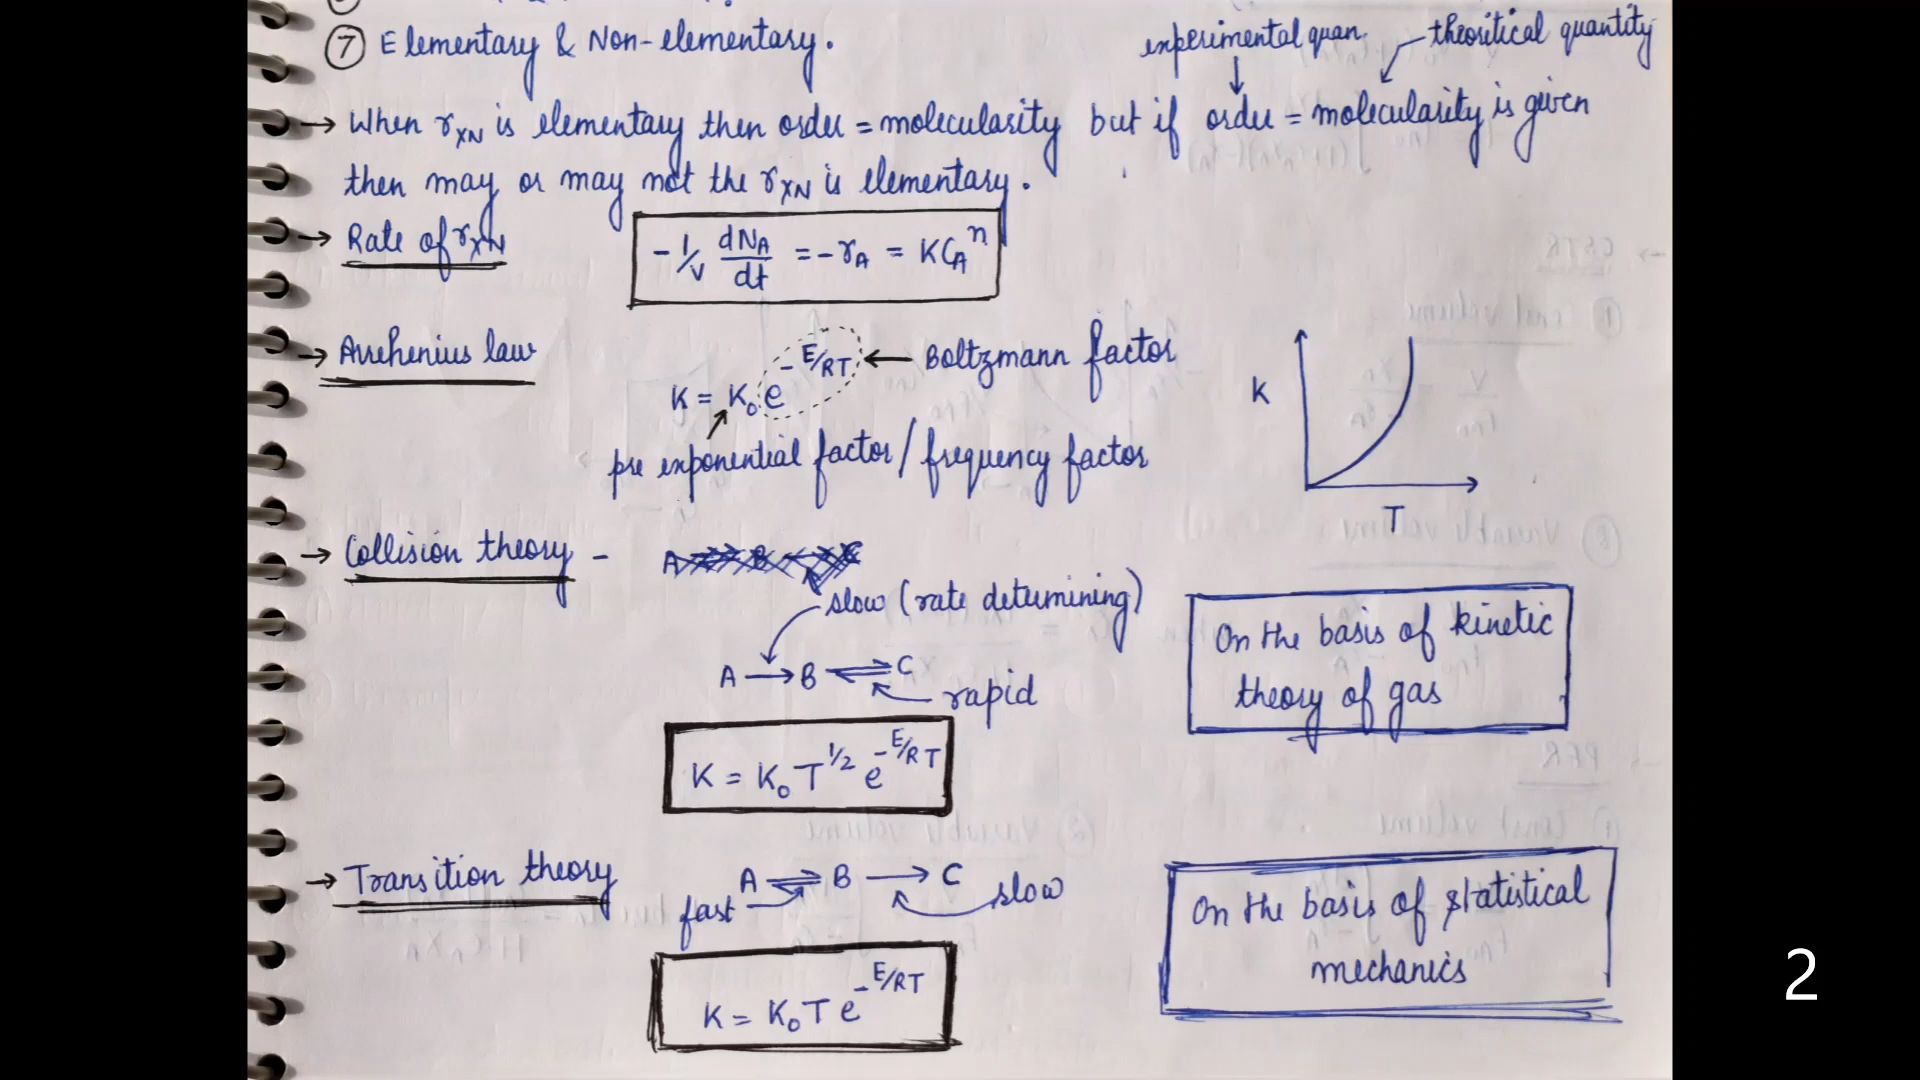 experimental quan. theoritical quantity
⑦ Elementary & Non-elementary.
→ When rXN is elementary then order = molecularity but if order = molecularity is given
then may or may not the rXN is elementary.
→ Rate of rXN -1/V dNA/dt = -rA = KCA^n
→ Arrehenius law K = K₀e^-E/RT ← Boltzmann factor
pre exponential factor / frequency factor
K
T
→ Collision theory -
slow (rate determining)
A → B ⇌ C
rapid
K = K₀ T^1/2 e^-E/RT
On the basis of kinetic
theory of gas
→ Transition theory A ⇌ B → C
fast slow
K = K₀ T e^-E/RT
On the basis of statistical
mechanics
2